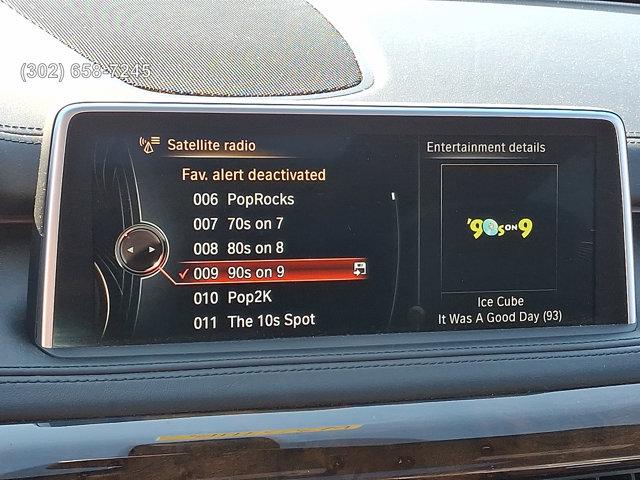 (302) 658-7245
Satellite radio
Fav. alert deactivated
006 PopRocks
007 70s on 7
008 80s on 8
009 90s on 9
010 Pop2K
011 The 10s Spot
Entertainment details
'90s ON 9
Ice Cube
It Was A Good Day (93)